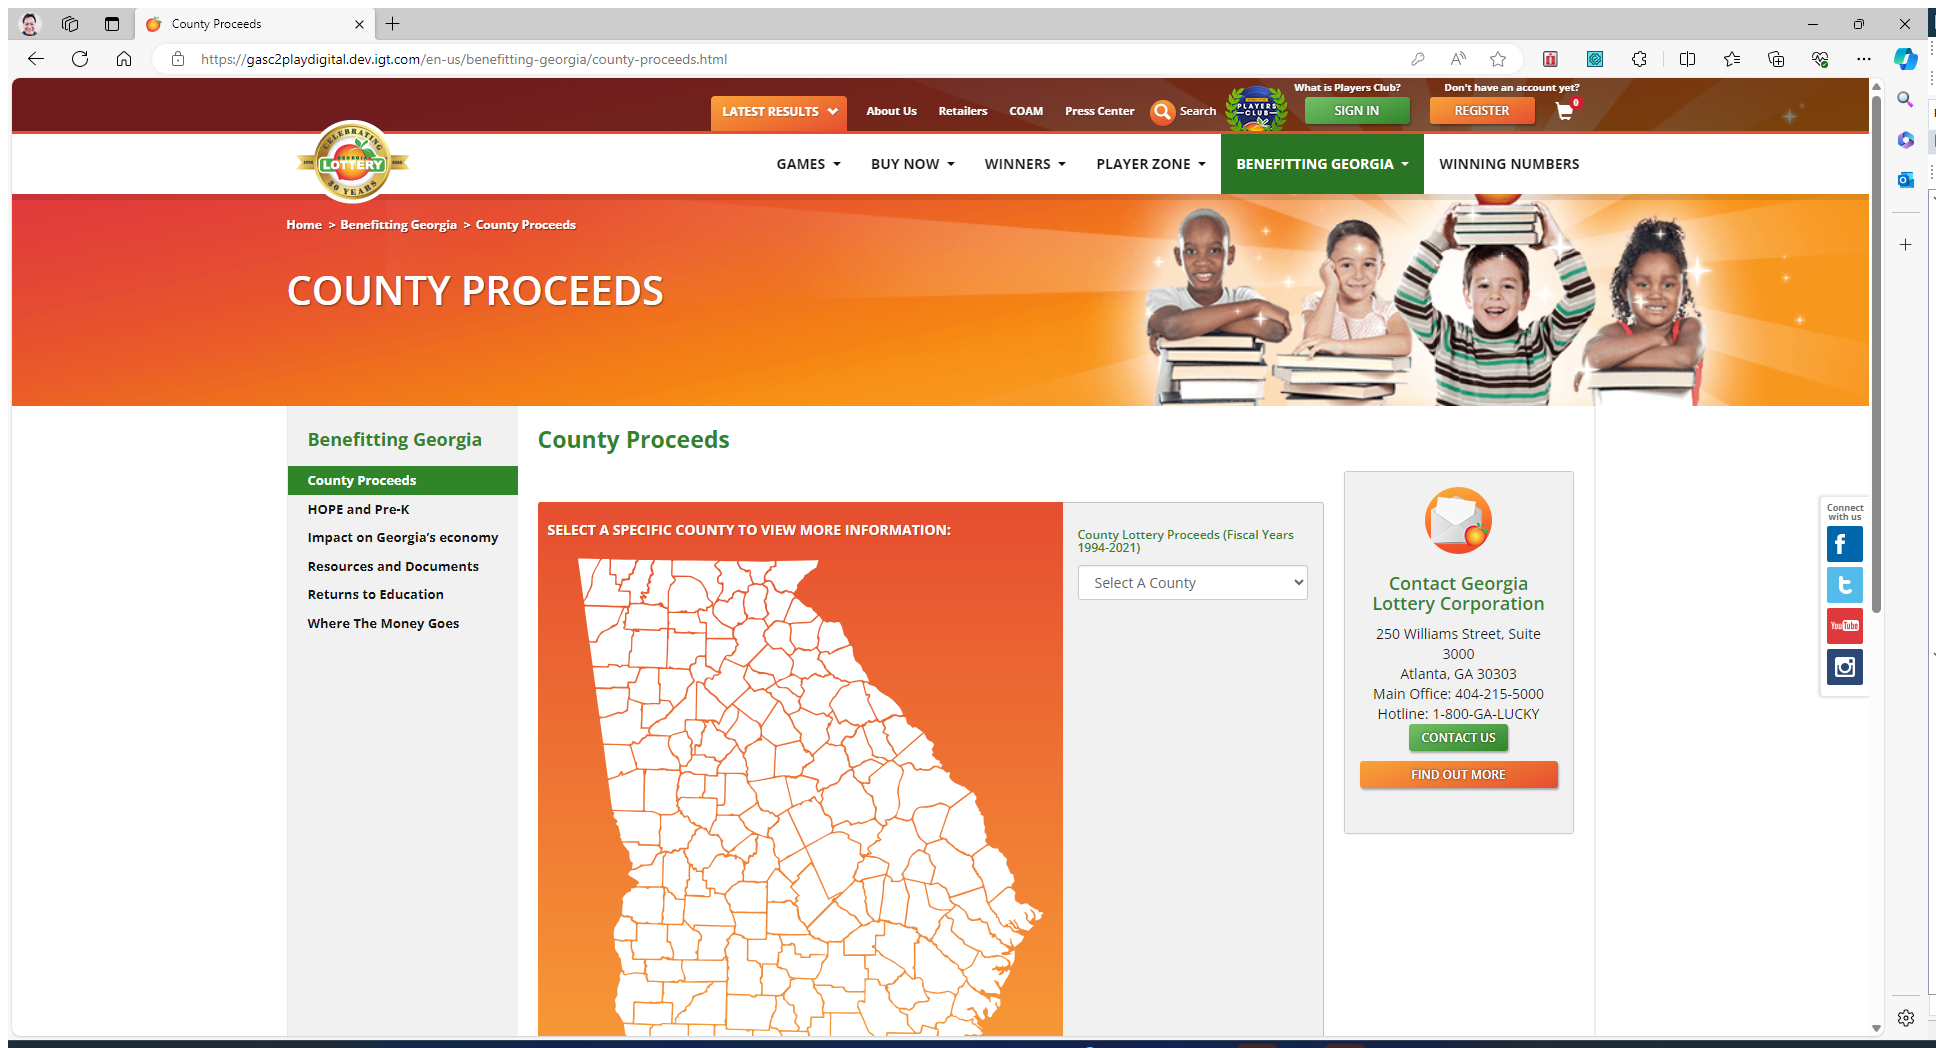 County Proceeds
https://gasc2playdigital.dev.igt.com/en-us/benefitting-georgia/county-proceeds.html
What is Players Club?
Don't have an account yet?
LATEST RESULTS
About Us
Retailers
COAM
Press Center
Search
PLAYERS
CLUB
SIGN IN
REGISTER
0
CELEBRATING
GEORGIA
LOTTERY
30 YEARS
GAMES
BUY NOW
WINNERS
PLAYER ZONE
BENEFITTING GEORGIA
WINNING NUMBERS
Home > Benefitting Georgia > County Proceeds
COUNTY PROCEEDS
Benefitting Georgia
County Proceeds
HOPE and Pre-K
Impact on Georgia’s economy
Resources and Documents
Returns to Education
Where The Money Goes
County Proceeds
SELECT A SPECIFIC COUNTY TO VIEW MORE INFORMATION:
County Lottery Proceeds (Fiscal Years
1994-2021)
Select A County
Contact Georgia
Lottery Corporation
250 Williams Street, Suite
3000
Atlanta, GA 30303
Main Office: 404-215-5000
Hotline: 1-800-GA-LUCKY
CONTACT US
FIND OUT MORE
Connect
with us
YouTube